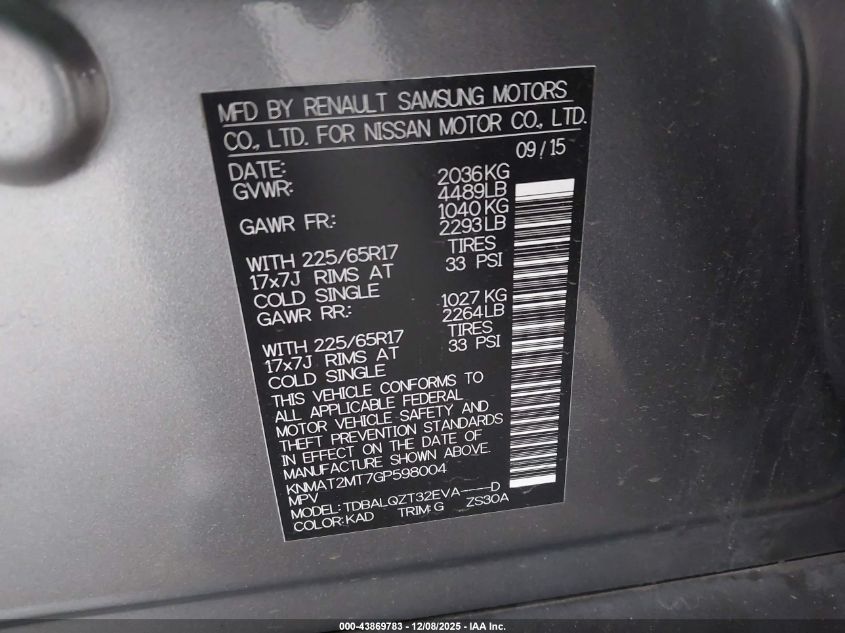 MFD BY RENAULT SAMSUNG MOTORS
CO., LTD. FOR NISSAN MOTOR CO., LTD.
DATE: 09/15
GVWR: 2036KG
4489LB
GAWR FR: 1040KG
2293LB
WITH 225/65R17 TIRES
17x7J RIMS AT 33 PSI
COLD SINGLE
GAWR RR: 1027KG
2264LB
WITH 225/65R17 TIRES
17x7J RIMS AT 33 PSI
COLD SINGLE
THIS VEHICLE CONFORMS TO
ALL APPLICABLE FEDERAL
MOTOR VEHICLE SAFETY AND
THEFT PREVENTION STANDARDS
IN EFFECT ON THE DATE OF
MANUFACTURE SHOWN ABOVE.
KNMAT2MT7GP598004
MPV
MODEL: TDBALQZT32EVA----D
COLOR: KAD TRIM: G ZS30A
000-43869783 - 12/08/2025 - IAA Inc.